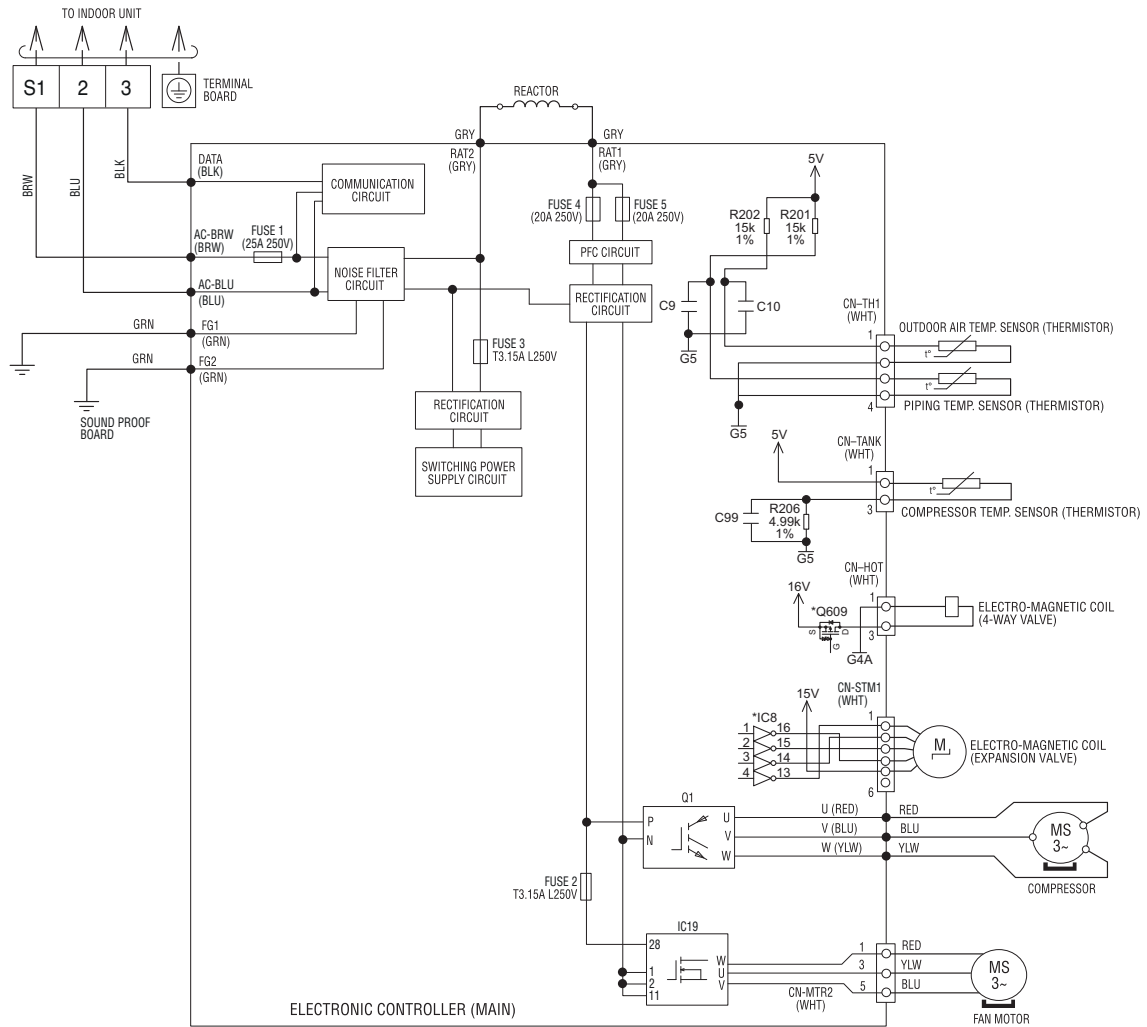 TO INDOOR UNIT
S1
2
3
TERMINAL
BOARD
REACTOR
GRY
GRY
RAT2
(GRY)
RAT1
(GRY)
BRW
BLU
BLK
DATA
(BLK)
COMMUNICATION
CIRCUIT
AC-BRW
(BRW)
FUSE 1
(25A 250V)
NOISE FILTER
CIRCUIT
AC-BLU
(BLU)
GRN
FG1
(GRN)
GRN
FG2
(GRN)
SOUND PROOF
BOARD
FUSE 4
(20A 250V)
FUSE 5
(20A 250V)
PFC CIRCUIT
RECTIFICATION
CIRCUIT
FUSE 3
T3.15A L250V
RECTIFICATION
CIRCUIT
SWITCHING POWER
SUPPLY CIRCUIT
5V
R202
15k
1%
R201
15k
1%
C9
C10
G5
CN–TH1
(WHT)
1
OUTDOOR AIR TEMP. SENSOR (THERMISTOR)
t°
t°
4
PIPING TEMP. SENSOR (THERMISTOR)
G5
5V
CN–TANK
(WHT)
1
t°
3
COMPRESSOR TEMP. SENSOR (THERMISTOR)
C99
R206
4.99k
1%
G5
CN–HOT
(WHT)
16V
1
*Q609
S
D
G
3
G4A
ELECTRO-MAGNETIC COIL
(4-WAY VALVE)
CN-STM1
(WHT)
15V
*IC8
1
1 16
2 15
3 14
4 13
6
M
ELECTRO-MAGNETIC COIL
(EXPANSION VALVE)
Q1
P
N
U
V
W
U (RED)
V (BLU)
W (YLW)
RED
BLU
YLW
MS
3~
COMPRESSOR
FUSE 2
T3.15A L250V
IC19
28
1
2
11
W
U
V
1
3
5
CN-MTR2
(WHT)
RED
YLW
BLU
MS
3~
FAN MOTOR
ELECTRONIC CONTROLLER (MAIN)